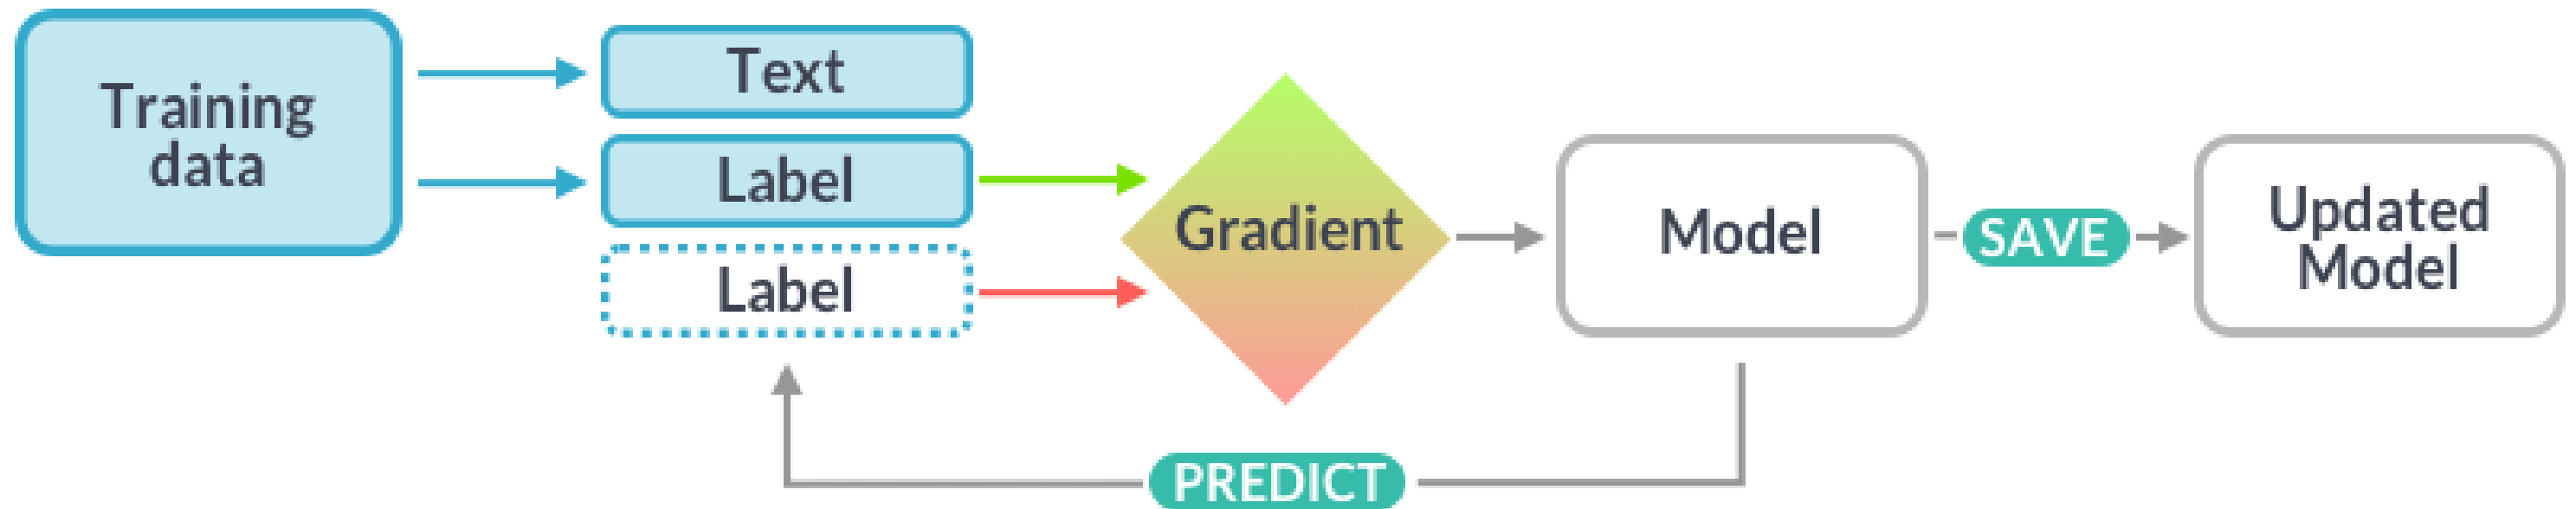 Training
data
Text
Label
Label
Gradient
Model
SAVE
Updated
Model
PREDICT